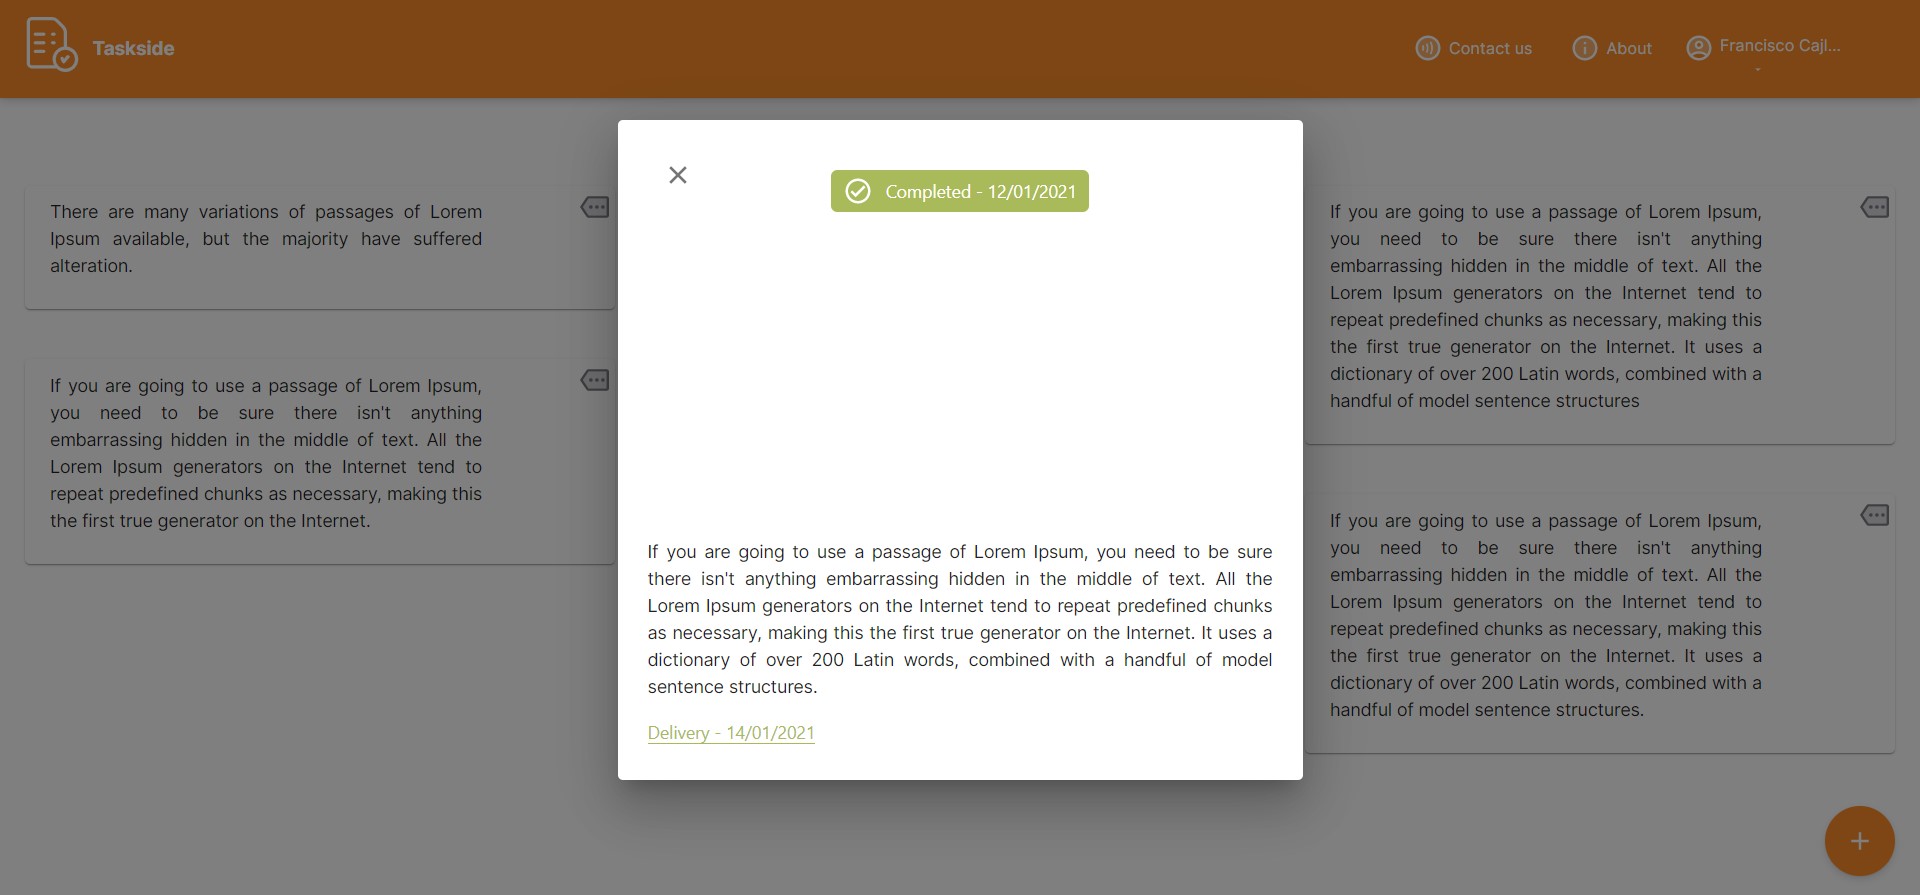 Taskside
Contact us
About
Francisco Cajl...
There are many variations of passages of Lorem
Ipsum available, but the majority have suffered
alteration.
If you are going to use a passage of Lorem Ipsum,
you need to be sure there isn't anything
embarrassing hidden in the middle of text. All the
Lorem Ipsum generators on the Internet tend to
repeat predefined chunks as necessary, making this
the first true generator on the Internet.
Completed - 12/01/2021
If you are going to use a passage of Lorem Ipsum, you need to be sure
there isn't anything embarrassing hidden in the middle of text. All the
Lorem Ipsum generators on the Internet tend to repeat predefined chunks
as necessary, making this the first true generator on the Internet. It uses a
dictionary of over 200 Latin words, combined with a handful of model
sentence structures.
Delivery - 14/01/2021
If you are going to use a passage of Lorem Ipsum,
you need to be sure there isn't anything
embarrassing hidden in the middle of text. All the
Lorem Ipsum generators on the Internet tend to
repeat predefined chunks as necessary, making this
the first true generator on the Internet. It uses a
dictionary of over 200 Latin words, combined with a
handful of model sentence structures
If you are going to use a passage of Lorem Ipsum,
you need to be sure there isn't anything
embarrassing hidden in the middle of text. All the
Lorem Ipsum generators on the Internet tend to
repeat predefined chunks as necessary, making this
the first true generator on the Internet. It uses a
dictionary of over 200 Latin words, combined with a
handful of model sentence structures.